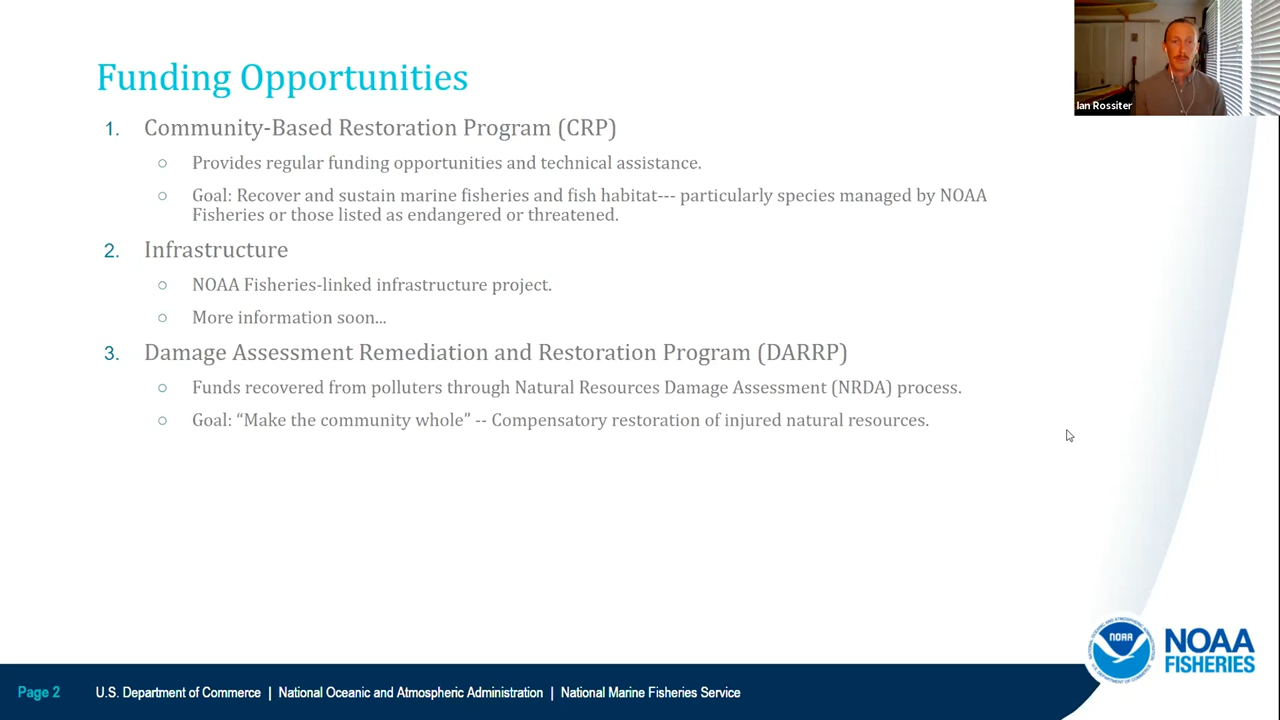 Funding Opportunities
1. Community-Based Restoration Program (CRP)
○ Provides regular funding opportunities and technical assistance.
○ Goal: Recover and sustain marine fisheries and fish habitat--- particularly species managed by NOAA
Fisheries or those listed as endangered or threatened.
2. Infrastructure
○ NOAA Fisheries-linked infrastructure project.
○ More information soon...
3. Damage Assessment Remediation and Restoration Program (DARRP)
○ Funds recovered from polluters through Natural Resources Damage Assessment (NRDA) process.
○ Goal: “Make the community whole” -- Compensatory restoration of injured natural resources.
Ian Rossiter
NOAA
NOAA
FISHERIES
Page 2 U.S. Department of Commerce | National Oceanic and Atmospheric Administration | National Marine Fisheries Service